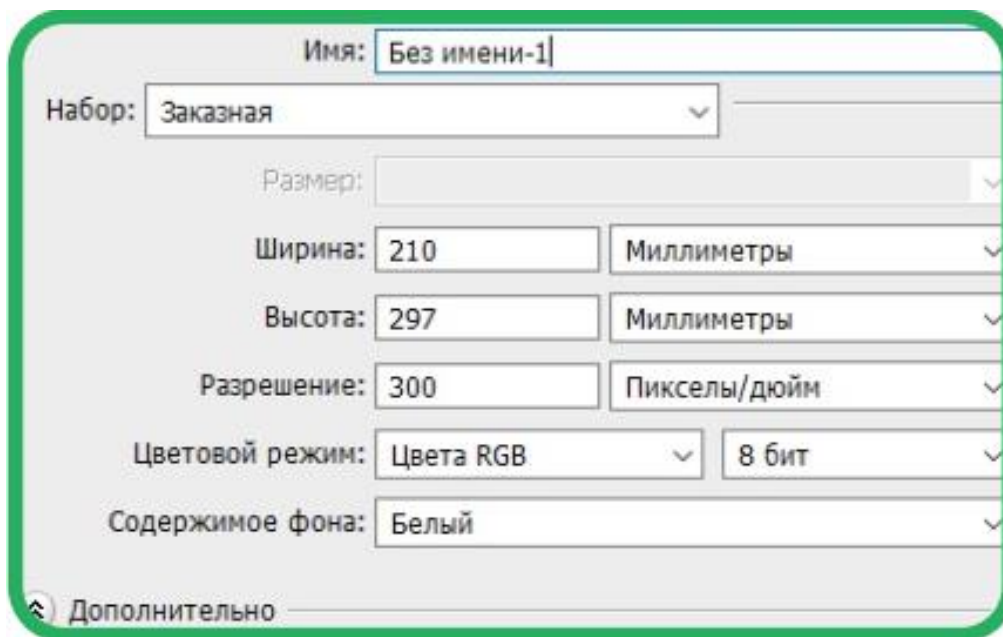 Имя: Без имени-1
Набор: Заказная
Размер:
Ширина: 210 Миллиметры
Высота: 297 Миллиметры
Разрешение: 300 Пикселы/дюйм
Цветовой режим: Цвета RGB 8 бит
Содержимое фона: Белый
Дополнительно